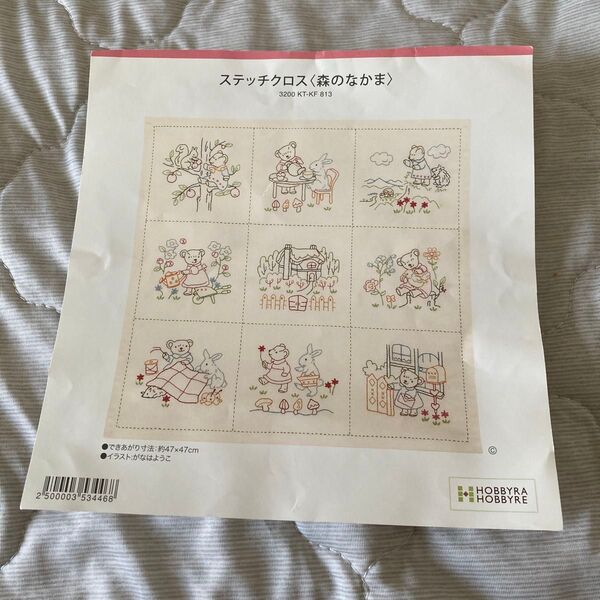 ステッチクロス〈森のなかま〉
3200 KT-KF 813
●できあがり寸法:約47×47cm
●イラスト:がなはようこ
©
2 500003 534468
HOBBYRA
HOBBYRE